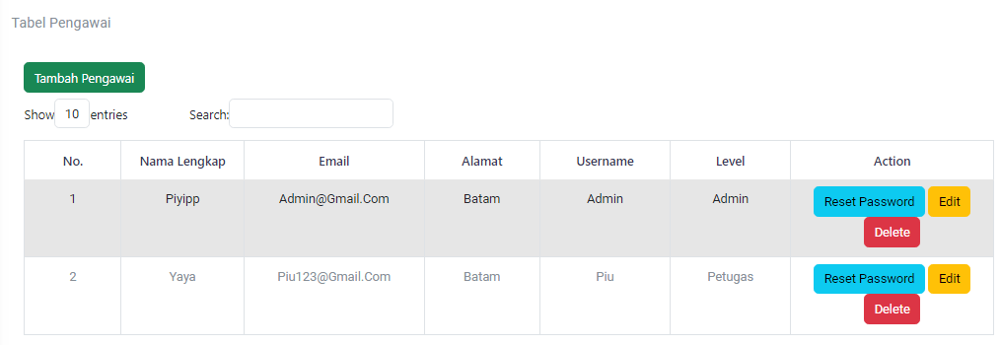 Tabel Pengawai
Tambah Pengawai
Show 10 entries Search:
No. Nama Lengkap Email Alamat Username Level Action
1 Piyipp Admin@Gmail.Com Batam Admin Admin Reset Password Edit
Delete
2 Yaya Piu123@Gmail.Com Batam Piu Petugas Reset Password Edit
Delete